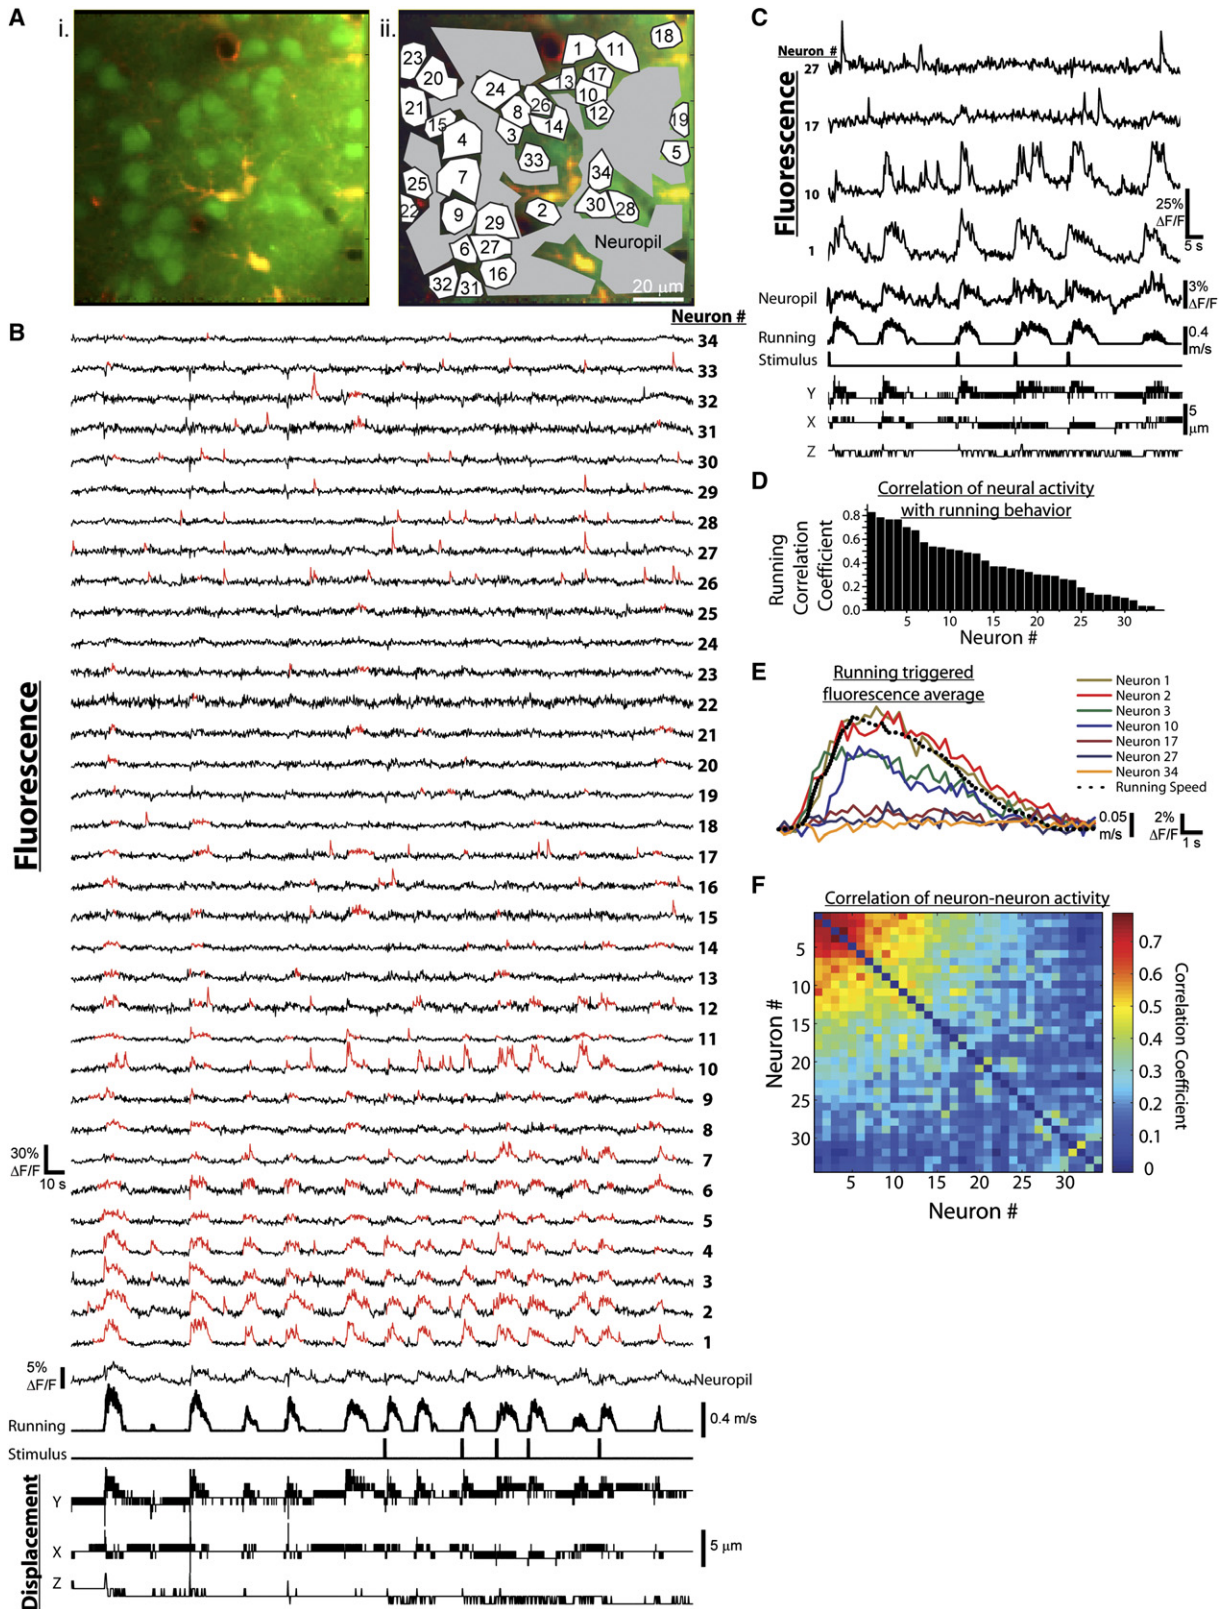 A
i.
ii.
1
11
18
23
20
24
13
17
10
26
12
21
8
14
19
15
3
4
33
5
34
7
25
22
9
2
30
28
29
Neuropil
6
27
16
32
31
20 μm
B
Neuron #
34
33
32
31
30
29
28
27
26
25
24
23
22
21
20
19
18
17
16
15
14
13
12
11
10
9
8
7
6
5
4
3
2
1
Fluorescence
30%
ΔF/F
10 s
5%
ΔF/F
Neuropil
Running
0.4 m/s
Stimulus
Displacement
Y
X
5 μm
Z
C
Neuron #
27
17
10
1
Fluorescence
25%
ΔF/F
5 s
Neuropil
3%
ΔF/F
Running
0.4
m/s
Stimulus
Y
X
5
μm
Z
D
Correlation of neural activity
with running behavior
Running
Correlation
Coefficient
0.8
0.6
0.4
0.2
0.0
5 10 15 20 25 30
Neuron #
E
Running triggered
fluorescence average
Neuron 1
Neuron 2
Neuron 3
Neuron 10
Neuron 17
Neuron 27
Neuron 34
Running Speed
0.05
m/s
2%
ΔF/F
1 s
F
Correlation of neuron-neuron activity
Neuron #
5
10
15
20
25
30
5 10 15 20 25 30
Neuron #
0.7
0.6
0.5
0.4
0.3
0.2
0.1
0
Correlation Coefficient